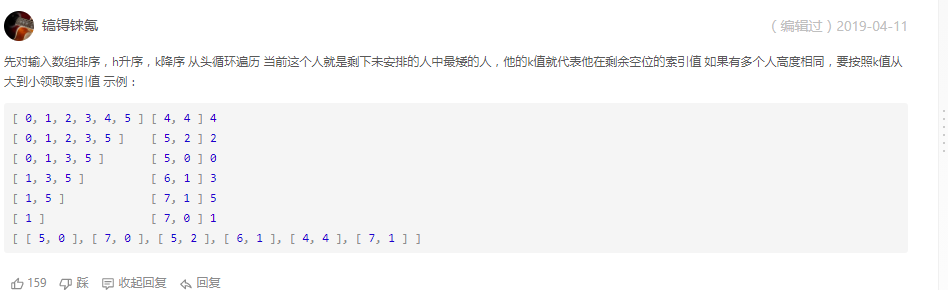 镐锝铼氪
（编辑过）2019-04-11
先对输入数组排序，h升序，k降序 从头循环遍历 当前这个人就是剩下未安排的人中最矮的人，他的k值就代表他在剩余空位的索引值 如果有多个人高度相同，要按照k值从
大到小领取索引值 示例：
[ 0, 1, 2, 3, 4, 5 ] [ 4, 4 ] 4
[ 0, 1, 2, 3, 5 ] [ 5, 2 ] 2
[ 0, 1, 3, 5 ] [ 5, 0 ] 0
[ 1, 3, 5 ] [ 6, 1 ] 3
[ 1, 5 ] [ 7, 1 ] 5
[ 1 ] [ 7, 0 ] 1
[ [ 5, 0 ], [ 7, 0 ], [ 5, 2 ], [ 6, 1 ], [ 4, 4 ], [ 7, 1 ] ]
159 踩 收起回复 回复